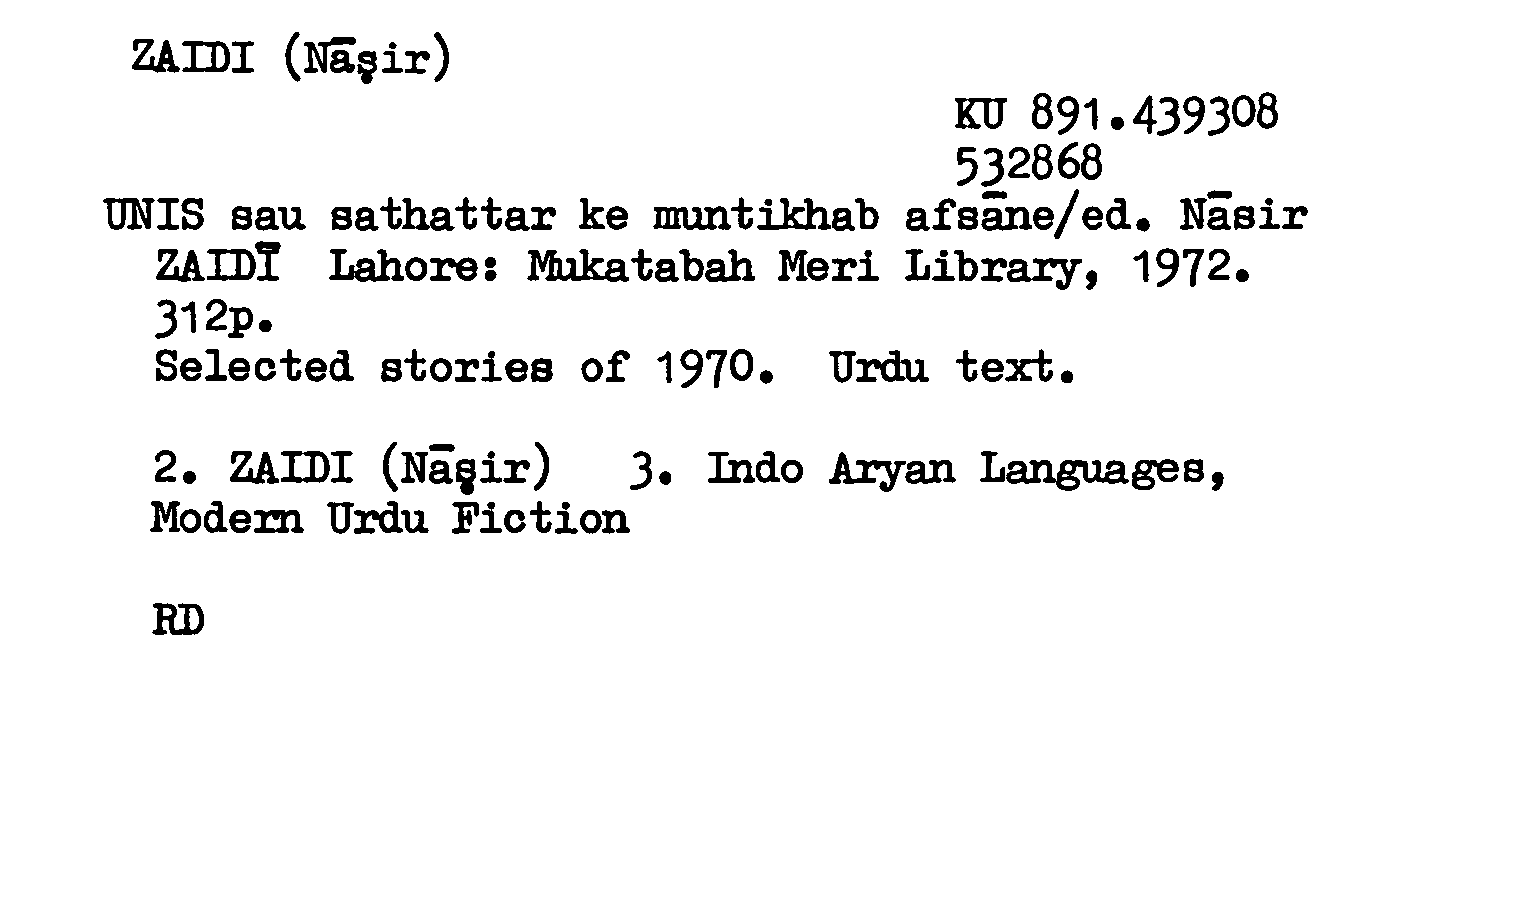 ZAIDI (Nāṣir)
KU 891.439308
532868
UNIS sau sathattar ke muntikhab afsāne/ed. Nāsir
ZAIDĪ Lahore: Mukatabah Meri Library, 1972.
312p.
Selected stories of 1970. Urdu text.
2. ZAIDI (Nāṣir) 3. Indo Aryan Languages,
Modern Urdu Fiction
RD